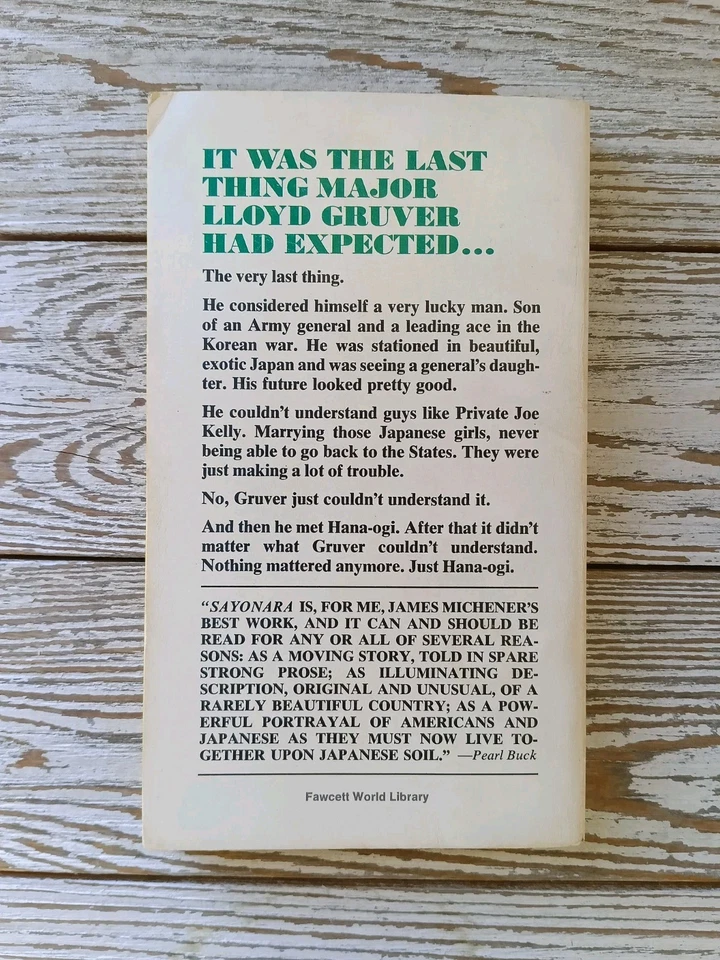 IT WAS THE LAST
THING MAJOR
LLOYD GRUVER
HAD EXPECTED...
The very last thing.
He considered himself a very lucky man. Son
of an Army general and a leading ace in the
Korean war. He was stationed in beautiful,
exotic Japan and was seeing a general's daugh-
ter. His future looked pretty good.
He couldn't understand guys like Private Joe
Kelly. Marrying those Japanese girls, never
being able to go back to the States. They were
just making a lot of trouble.
No, Gruver just couldn't understand it.
And then he met Hana-ogi. After that it didn't
matter what Gruver couldn't understand.
Nothing mattered anymore. Just Hana-ogi.
"SAYONARA IS, FOR ME, JAMES MICHENER'S
BEST WORK, AND IT CAN AND SHOULD BE
READ FOR ANY OR ALL OF SEVERAL REA-
SONS: AS A MOVING STORY, TOLD IN SPARE
STRONG PROSE; AS ILLUMINATING DE-
SCRIPTION, ORIGINAL AND UNUSUAL, OF A
RARELY BEAUTIFUL COUNTRY; AS A POW-
ERFUL PORTRAYAL OF AMERICANS AND
JAPANESE AS THEY MUST NOW LIVE TO-
GETHER UPON JAPANESE SOIL." —Pearl Buck
Fawcett World Library